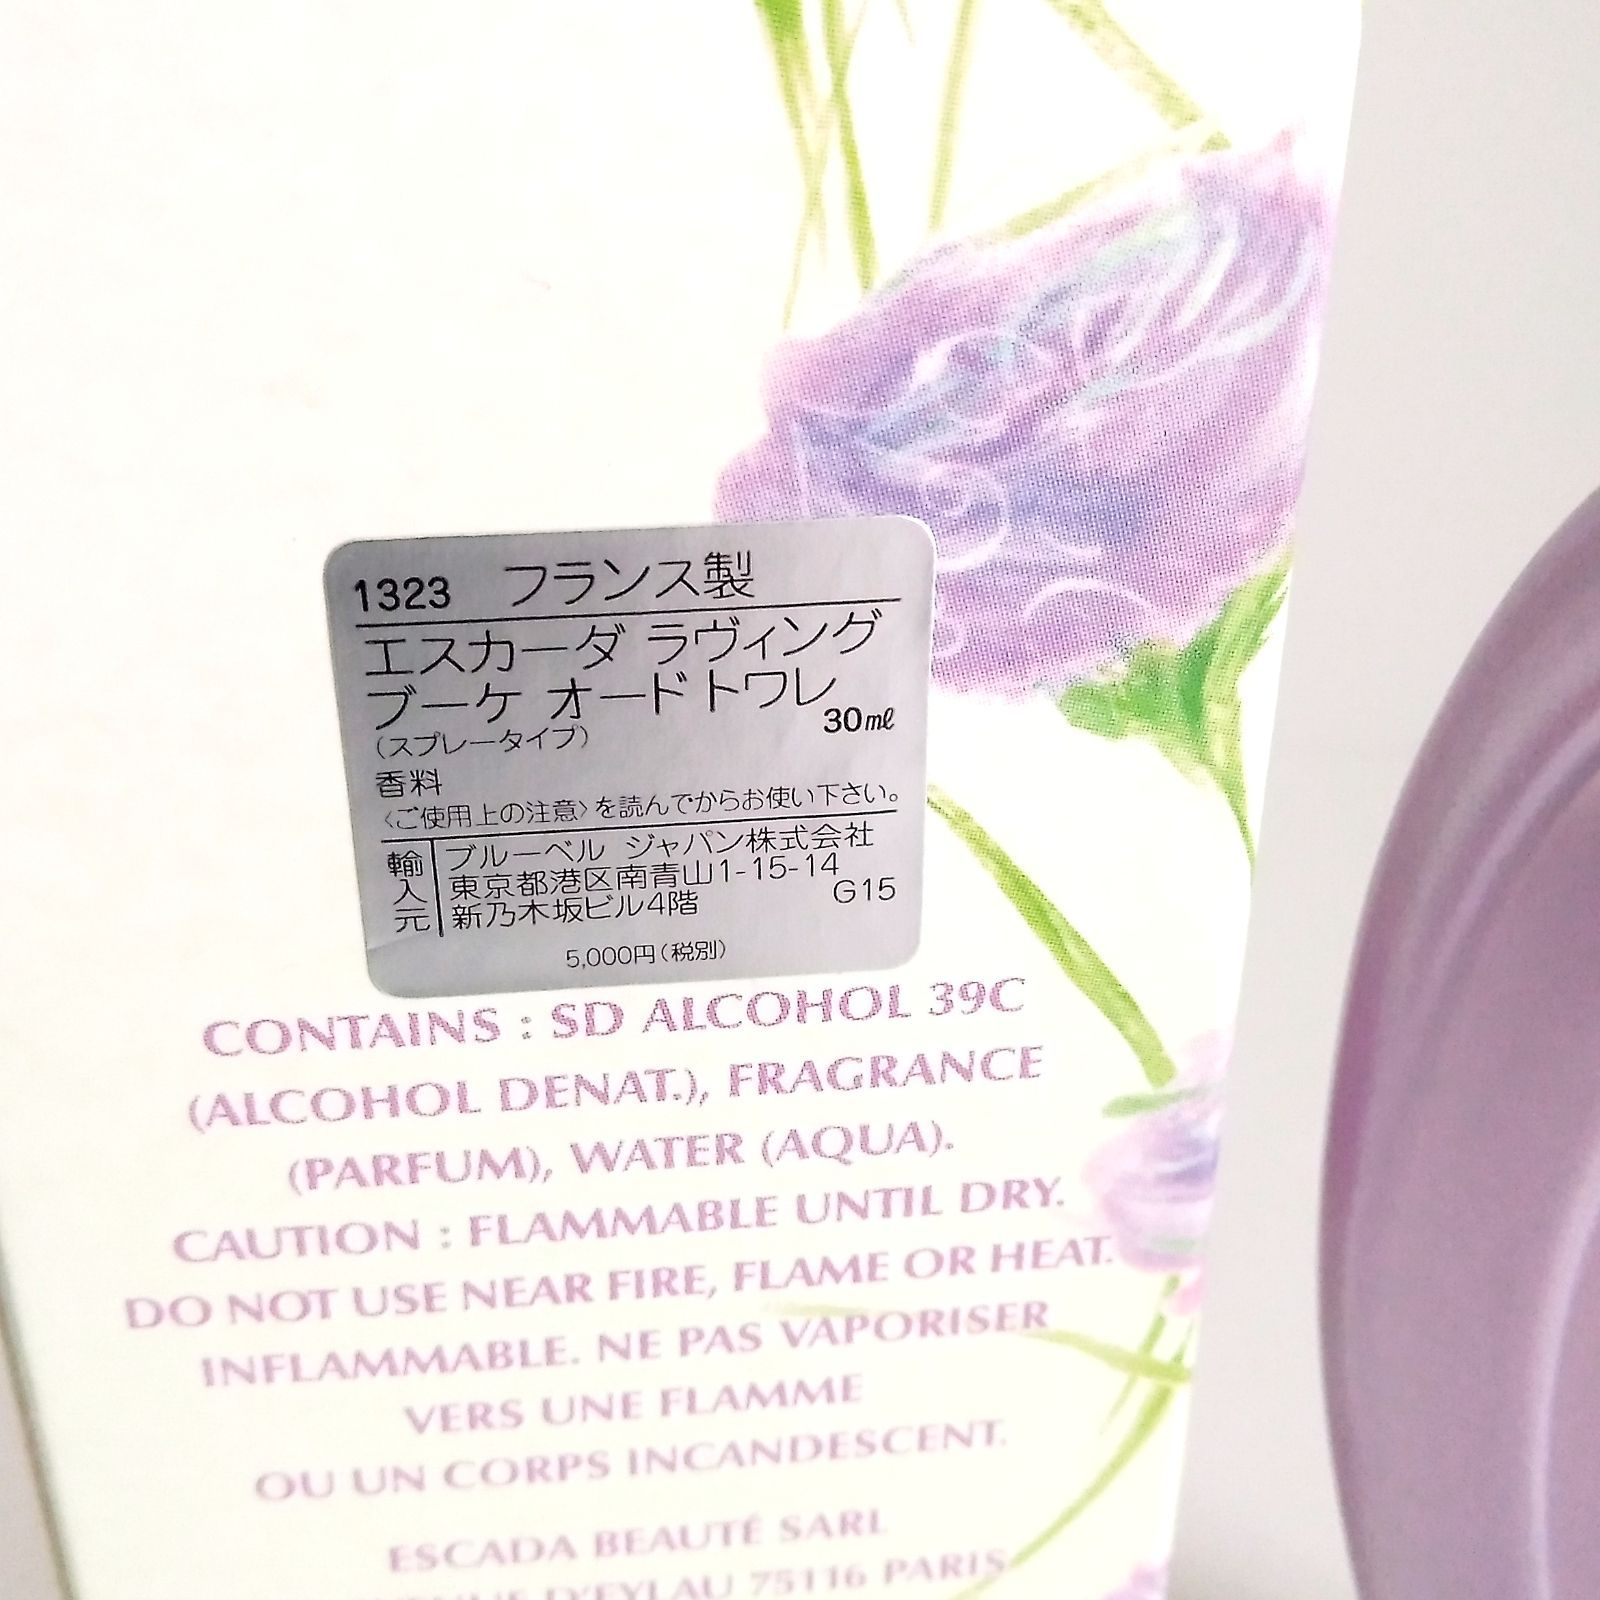 1323 フランス製
エスカーダ ラヴィング
ブーケ オード トワレ
30㎖
(スプレータイプ)
香料
〈ご使用上の注意〉を読んでからお使い下さい。
輸入元
ブルーベル ジャパン株式会社
東京都港区南青山1-15-14
新乃木坂ビル4階
G15
5,000円(税別)
CONTAINS : SD ALCOHOL 39C
(ALCOHOL DENAT.), FRAGRANCE
(PARFUM), WATER (AQUA).
CAUTION : FLAMMABLE UNTIL DRY.
DO NOT USE NEAR FIRE, FLAME OR HEAT.
INFLAMMABLE. NE PAS VAPORISER
VERS UNE FLAMME
OU UN CORPS INCANDESCENT.
ESCADA BEAUTÉ SARL
AVENUE D'EYLAU 75116 PARIS